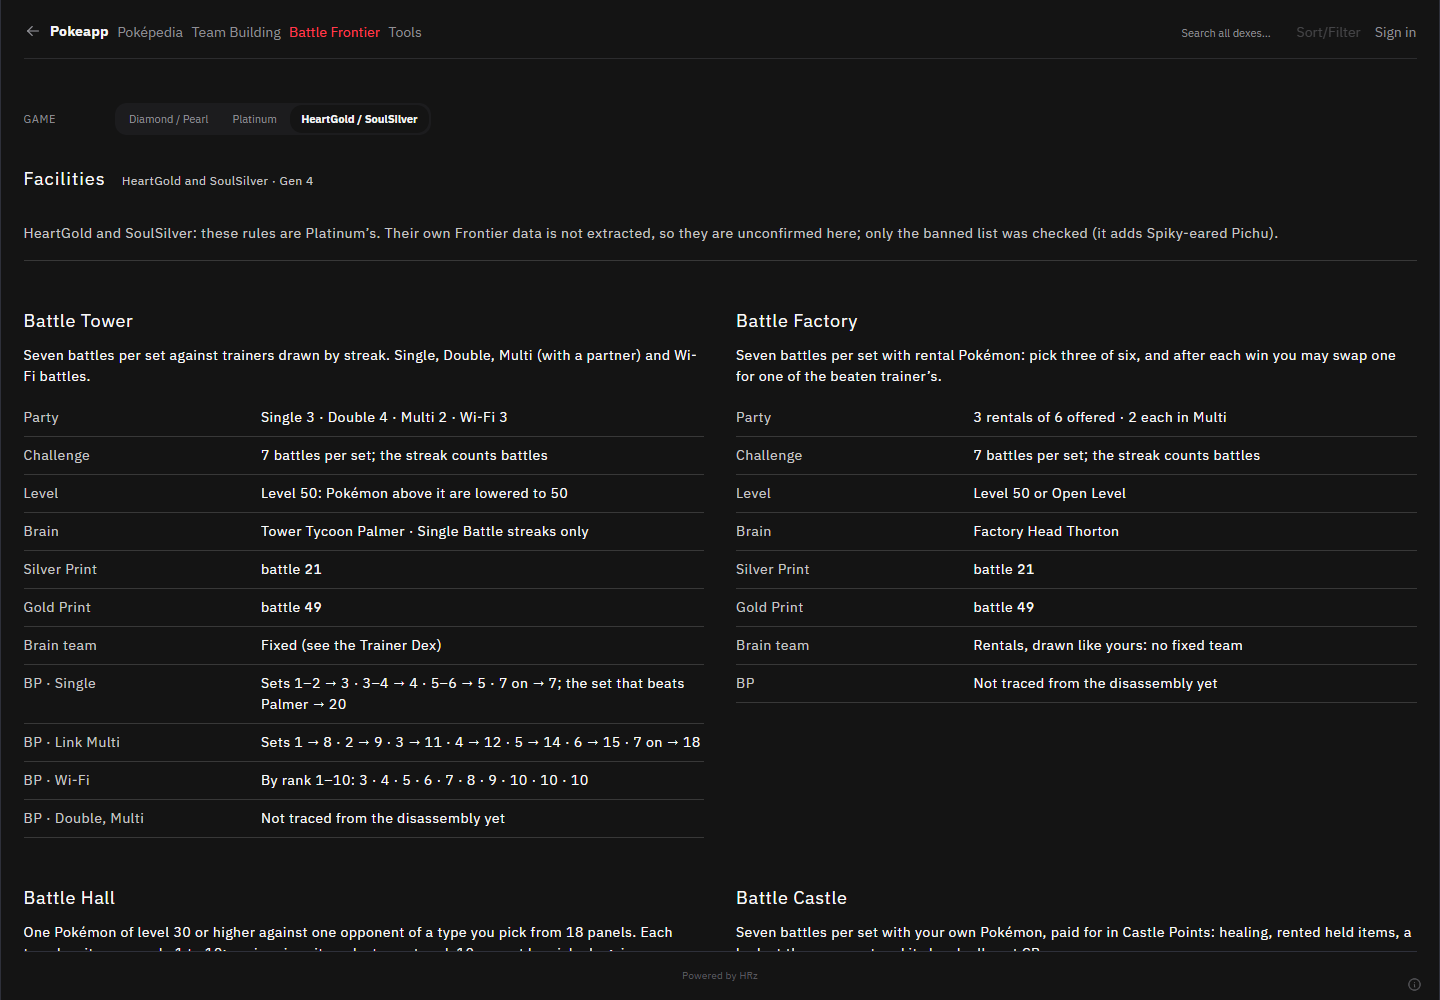 ← Pokeapp Poképedia Team Building Battle Frontier Tools Search all dexes... Sort/Filter Sign in
GAME Diamond / Pearl Platinum HeartGold / SoulSilver
Facilities HeartGold and SoulSilver · Gen 4
HeartGold and SoulSilver: these rules are Platinum’s. Their own Frontier data is not extracted, so they are unconfirmed here; only the banned list was checked (it adds Spiky-eared Pichu).
Battle Tower
Seven battles per set against trainers drawn by streak. Single, Double, Multi (with a partner) and Wi-
Fi battles.
Party Single 3 · Double 4 · Multi 2 · Wi-Fi 3
Challenge 7 battles per set; the streak counts battles
Level Level 50: Pokémon above it are lowered to 50
Brain Tower Tycoon Palmer · Single Battle streaks only
Silver Print battle 21
Gold Print battle 49
Brain team Fixed (see the Trainer Dex)
BP · Single Sets 1–2 → 3 · 3–4 → 4 · 5–6 → 5 · 7 on → 7; the set that beats
Palmer → 20
BP · Link Multi Sets 1 → 8 · 2 → 9 · 3 → 11 · 4 → 12 · 5 → 14 · 6 → 15 · 7 on → 18
BP · Wi-Fi By rank 1–10: 3 · 4 · 5 · 6 · 7 · 8 · 9 · 10 · 10 · 10
BP · Double, Multi Not traced from the disassembly yet
Battle Factory
Seven battles per set with rental Pokémon: pick three of six, and after each win you may swap one
for one of the beaten trainer’s.
Party 3 rentals of 6 offered · 2 each in Multi
Challenge 7 battles per set; the streak counts battles
Level Level 50 or Open Level
Brain Factory Head Thorton
Silver Print battle 21
Gold Print battle 49
Brain team Rentals, drawn like yours: no fixed team
BP Not traced from the disassembly yet
Battle Hall
One Pokémon of level 30 or higher against one opponent of a type you pick from 18 panels. Each
Battle Castle
Seven battles per set with your own Pokémon, paid for in Castle Points: healing, rented held items, a
Powered by HRz